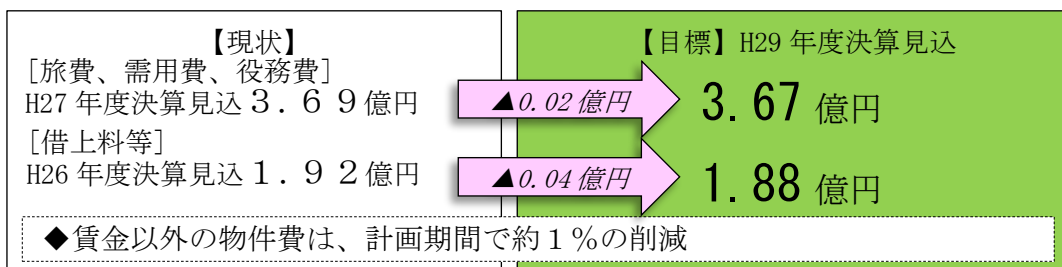 【現状】
[旅費、需用費、役務費]
H27 年度決算見込３．６９億円
[借上料等]
H26 年度決算見込１．９２億円
▲0.02 億円
▲0.04 億円
【目標】H29 年度決算見込
3.67 億円
1.88 億円
◆賃金以外の物件費は、計画期間で約１％の削減